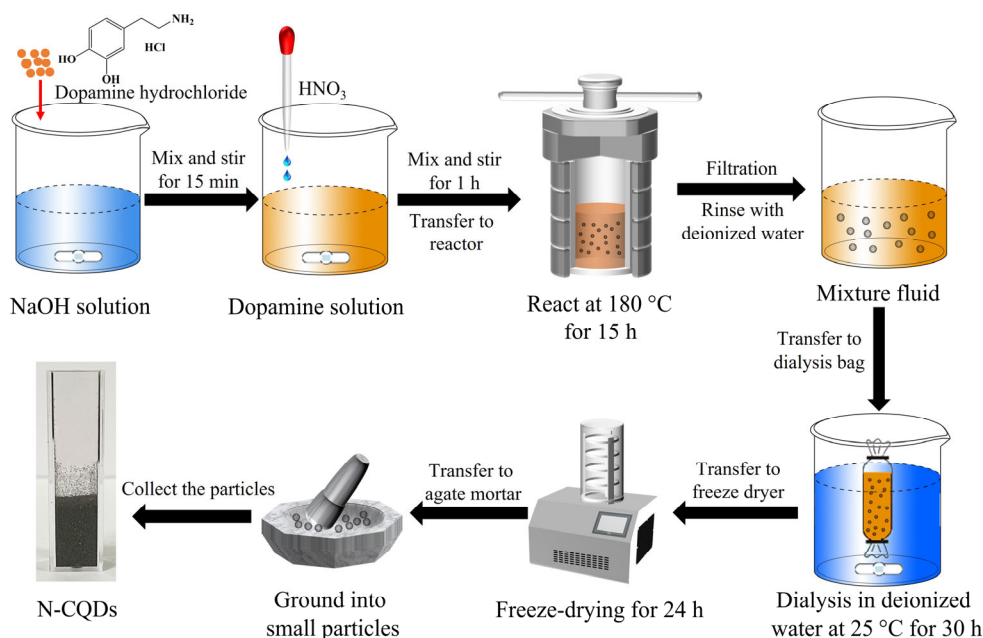 NH₂
HCl
HO
OH
Dopamine hydrochloride
NaOH solution
Mix and stir
for 15 min
HNO₃
Dopamine solution
Mix and stir
for 1 h
Transfer to
reactor
React at 180 °C
for 15 h
Filtration
Rinse with
deionized water
Mixture fluid
Transfer to
dialysis bag
Dialysis in deionized
water at 25 °C for 30 h
Transfer to
freeze dryer
Freeze-drying for 24 h
Transfer to
agate mortar
Ground into
small particles
Collect the particles
N-CQDs